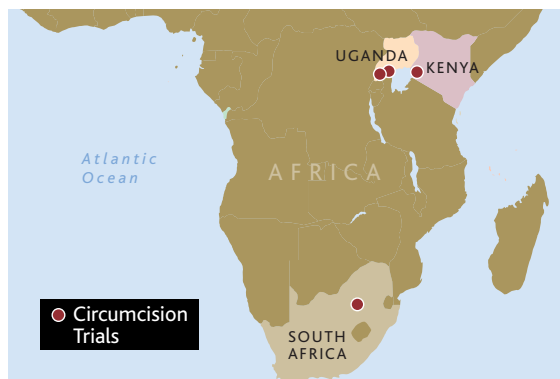 UGANDA
KENYA
Atlantic
Ocean
AFRICA
Circumcision
Trials
SOUTH
AFRICA